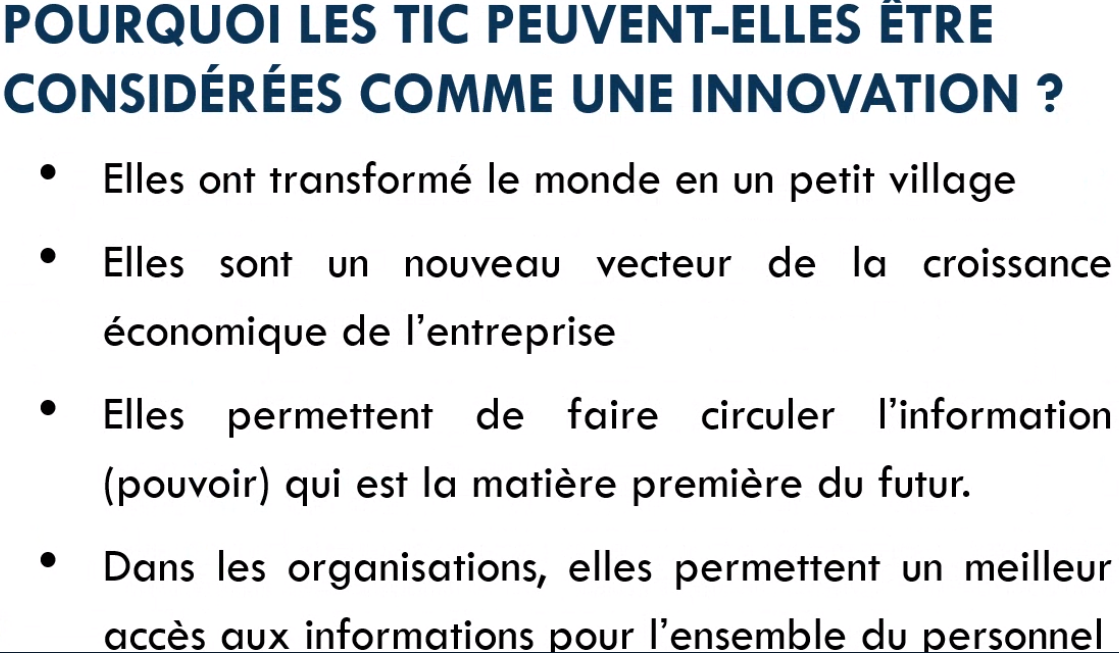 POURQUOI LES TIC PEUVENT-ELLES ÊTRE
CONSIDÉRÉES COMME UNE INNOVATION ?
• Elles ont transformé le monde en un petit village
• Elles sont un nouveau vecteur de la croissance
économique de l’entreprise
• Elles permettent de faire circuler l’information
(pouvoir) qui est la matière première du futur.
• Dans les organisations, elles permettent un meilleur
accès aux informations pour l’ensemble du personnel